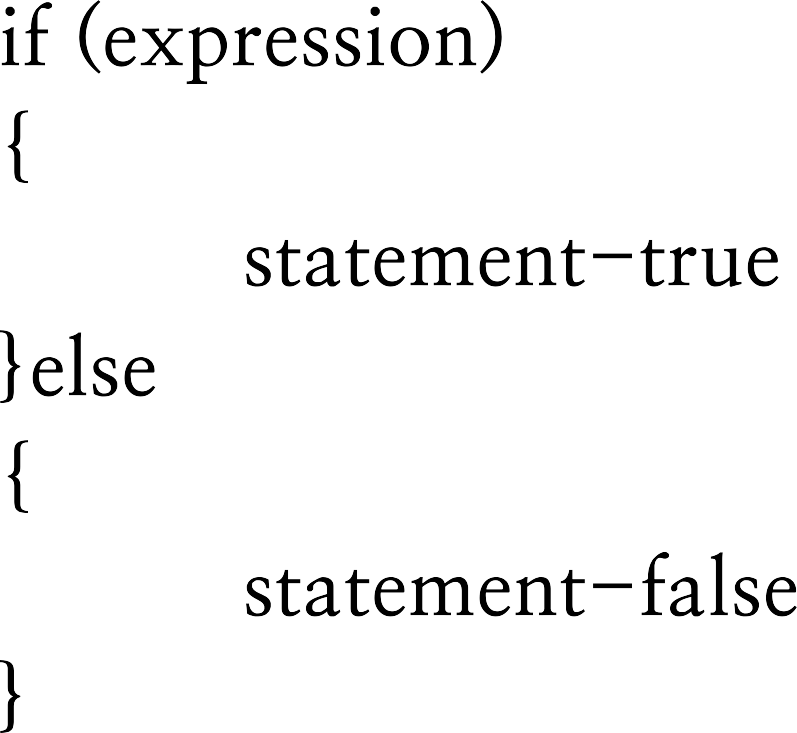 if (expression)
{
statement-true
}else
{
statement-false
}